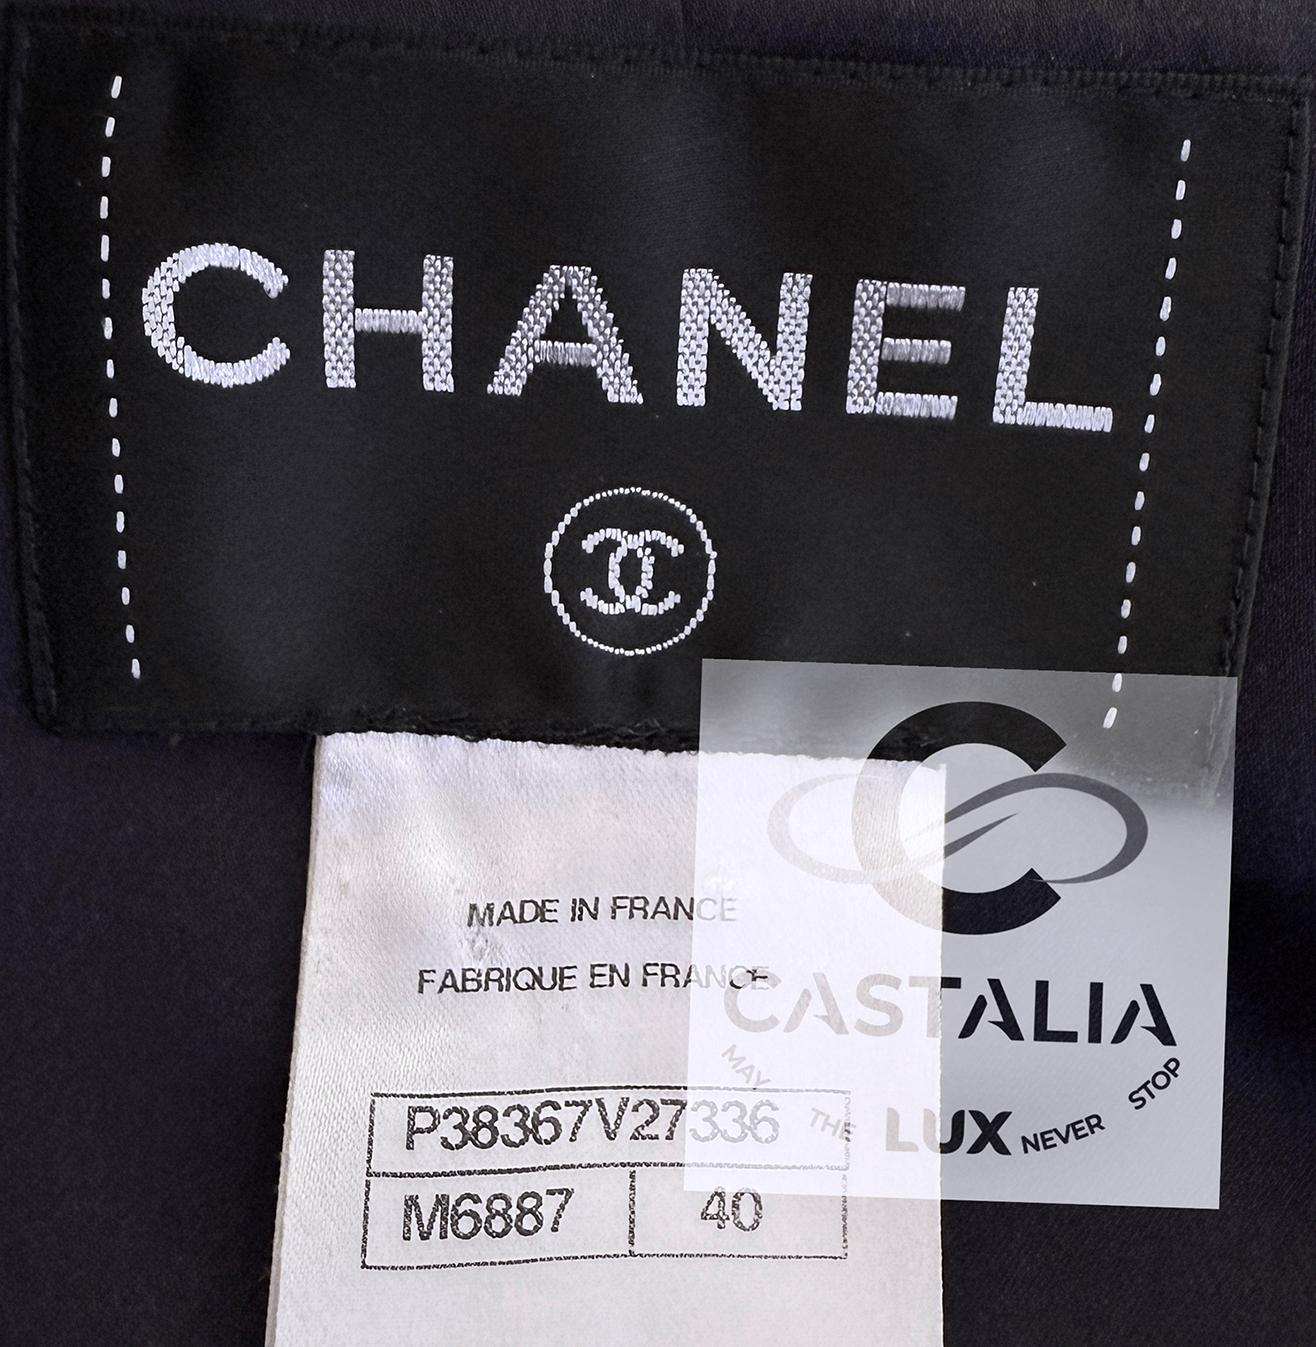 CHANEL
MADE IN FRANCE
FABRIQUE EN FRANCE
P38367V27336
M6887 40
CASTALIA
MAY THE LUX NEVER STOP